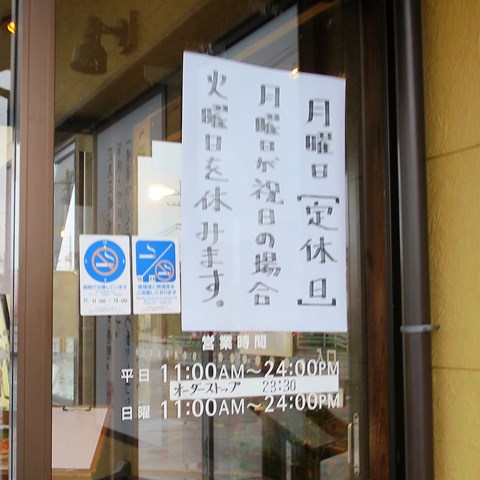 月曜日[定休日]
月曜日が祝日の場合
火曜日を休みます。
営業時間
平日 11:00AM～24:00PM
オーダーストップ 23:30
日曜 11:00AM～24:00PM
入口